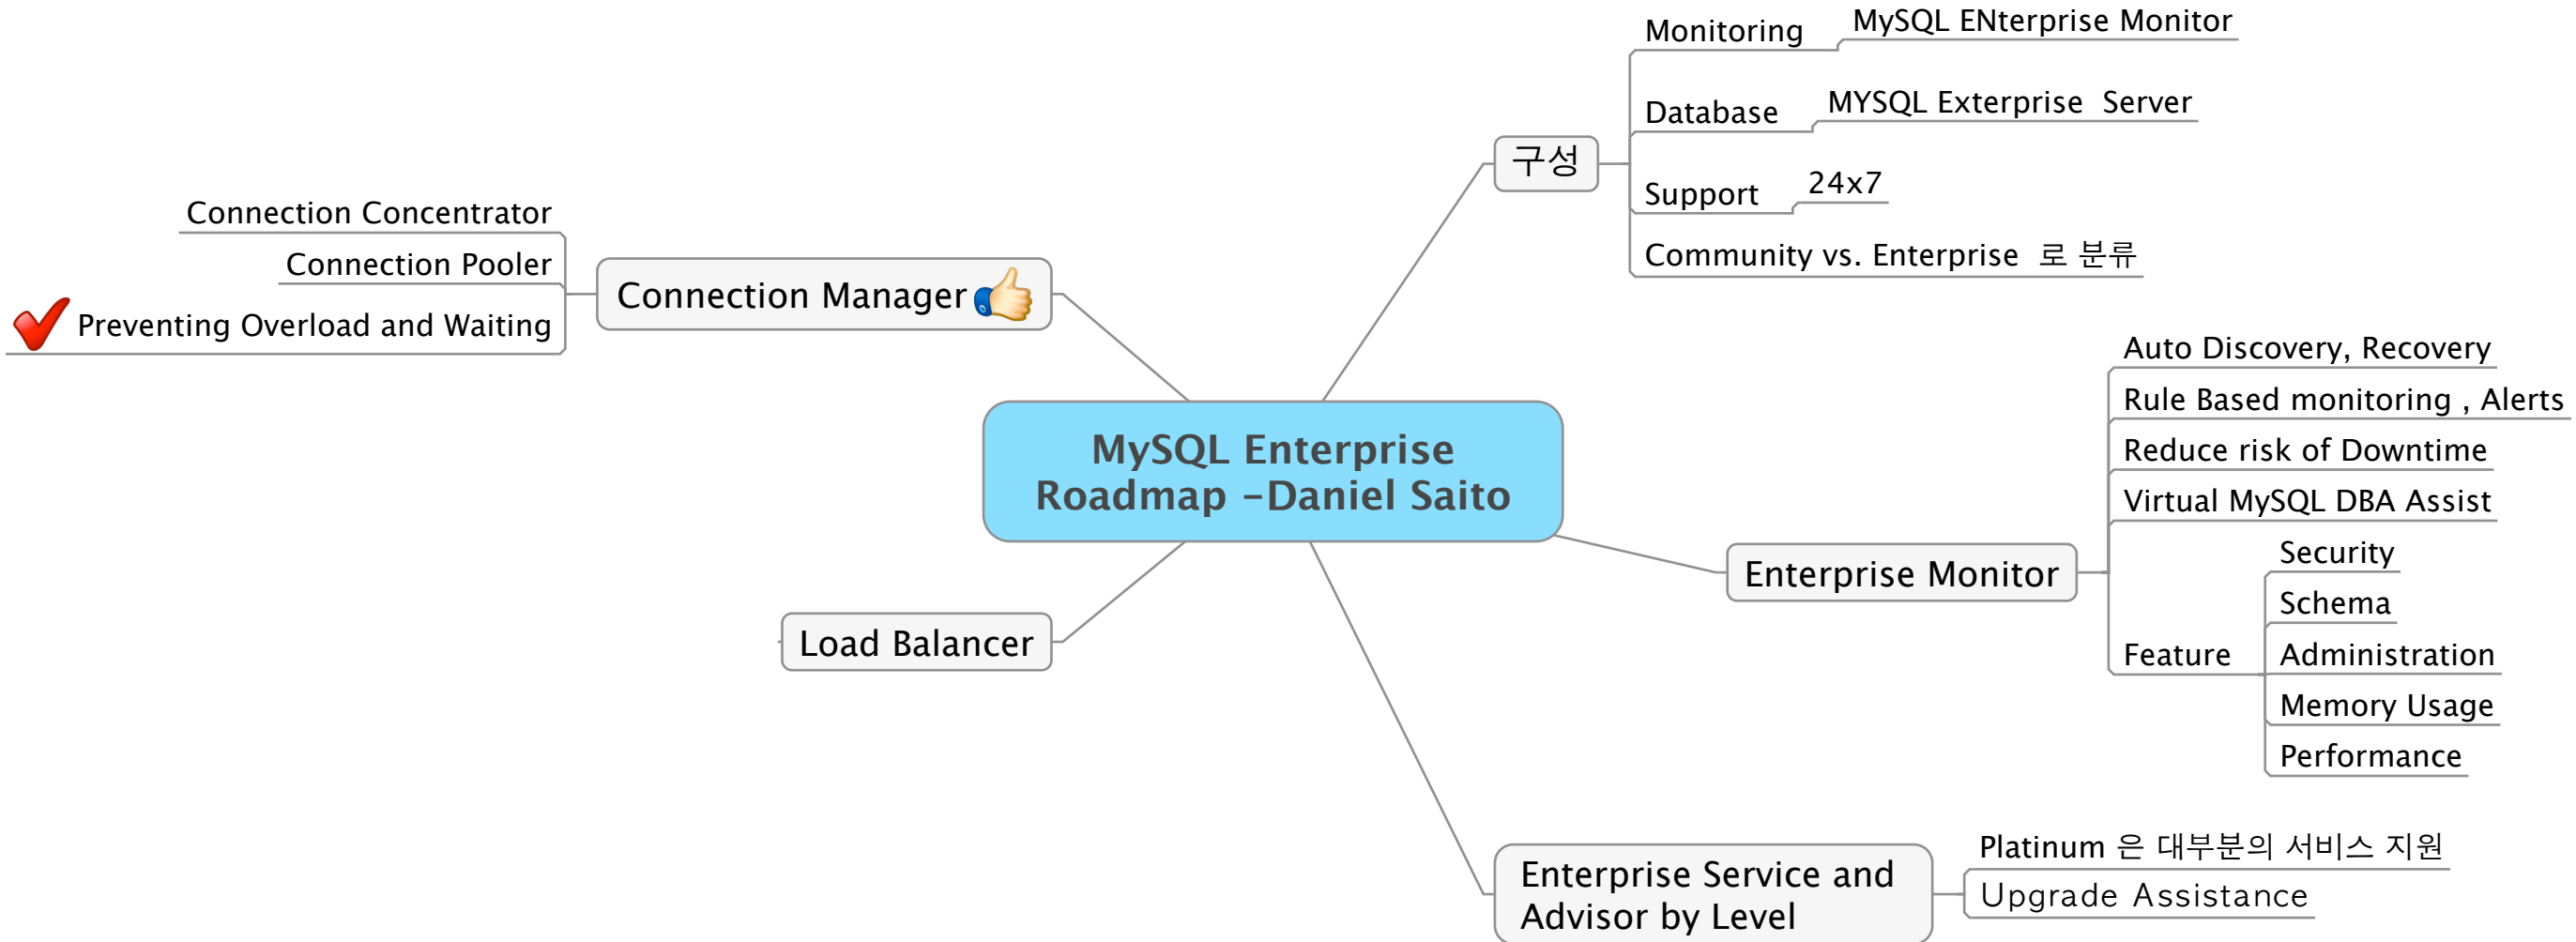 MySQL Enterprise
Roadmap -Daniel Saito
구성
Monitoring
MySQL ENterprise Monitor
Database
MYSQL Exterprise Server
Support
24x7
Community vs. Enterprise 로 분류
Enterprise Monitor
Auto Discovery, Recovery
Rule Based monitoring , Alerts
Reduce risk of Downtime
Virtual MySQL DBA Assist
Feature
Security
Schema
Administration
Memory Usage
Performance
Enterprise Service and
Advisor by Level
Platinum 은 대부분의 서비스 지원
Upgrade Assistance
Load Balancer
Connection Manager
Connection Concentrator
Connection Pooler
Preventing Overload and Waiting